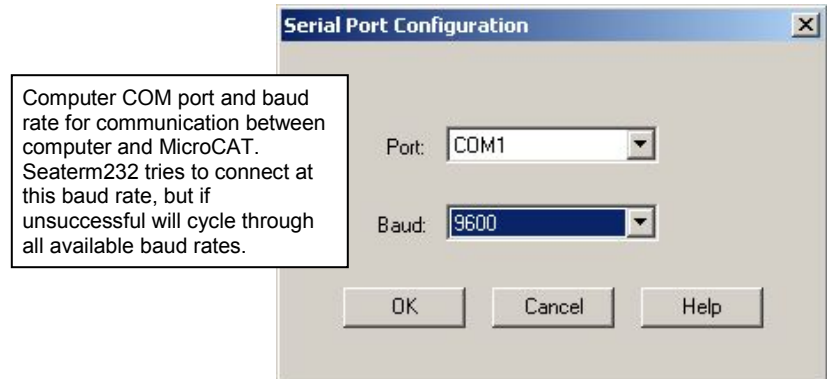 Serial Port Configuration
Computer COM port and baud
rate for communication between
computer and MicroCAT.
Seaterm232 tries to connect at
this baud rate, but if
unsuccessful will cycle through
all available baud rates.
Port: COM1
Baud: 9600
OK Cancel Help